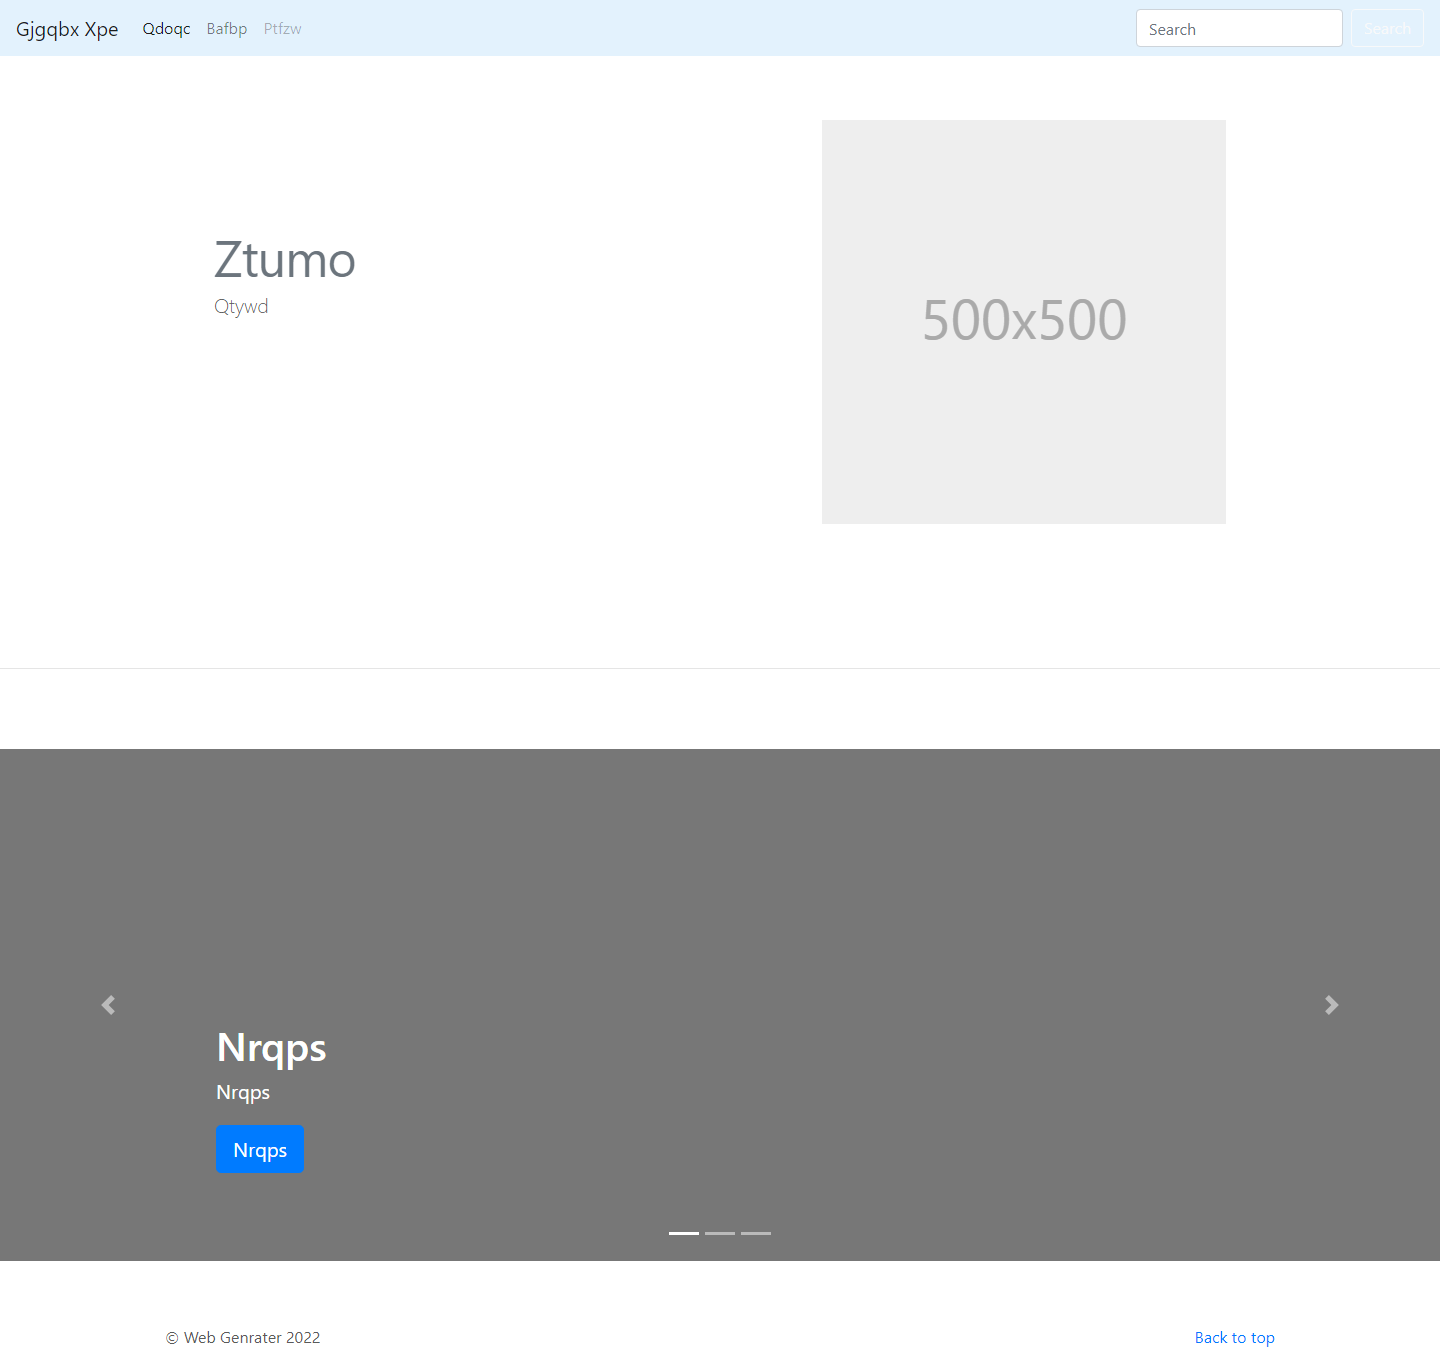 Gjgqbx Xpe Qdoqc Bafbp Ptfzw Search Search
Ztumo
Qtywd
500x500
Nrqps
Nrqps
Nrqps
© Web Genrater 2022 Back to top